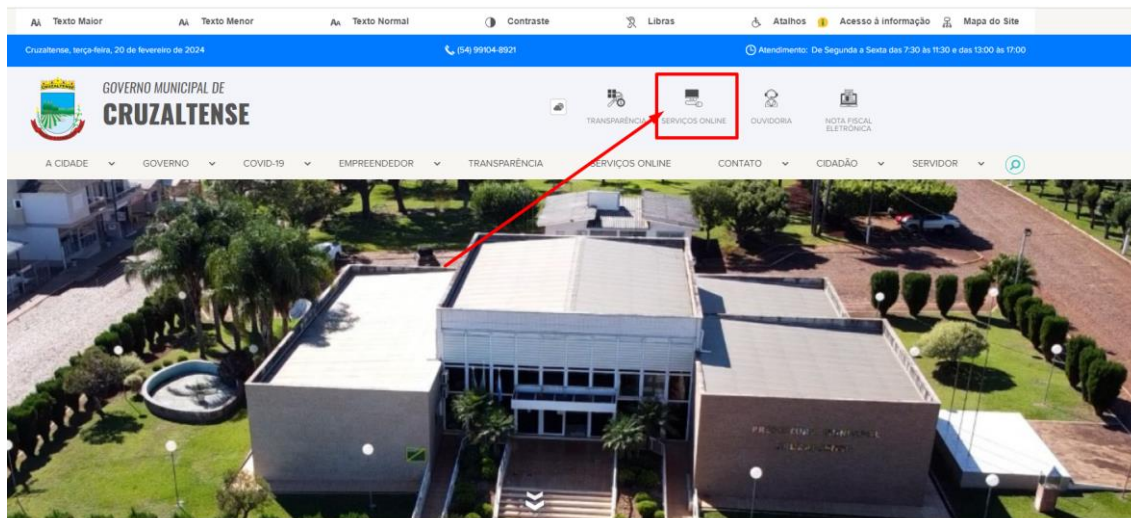 Texto Maior
Texto Menor
Texto Normal
Contraste
Libras
Atalhos
Acesso à informação
Mapa do Site
Cruzaltense, terça-feira, 20 de fevereiro de 2024
(54) 99104-8921
Atendimento: De Segunda a Sexta das 7:30 às 11:30 e das 13:00 às 17:00
GOVERNO MUNICIPAL DE
CRUZALTENSE
TRANSPARÊNCIA
SERVIÇOS ONLINE
OUVIDORIA
NOTA FISCAL
ELETRÔNICA
A CIDADE
GOVERNO
COVID-19
EMPREENDEDOR
TRANSPARÊNCIA
SERVIÇOS ONLINE
CONTATO
CIDADÃO
SERVIDOR